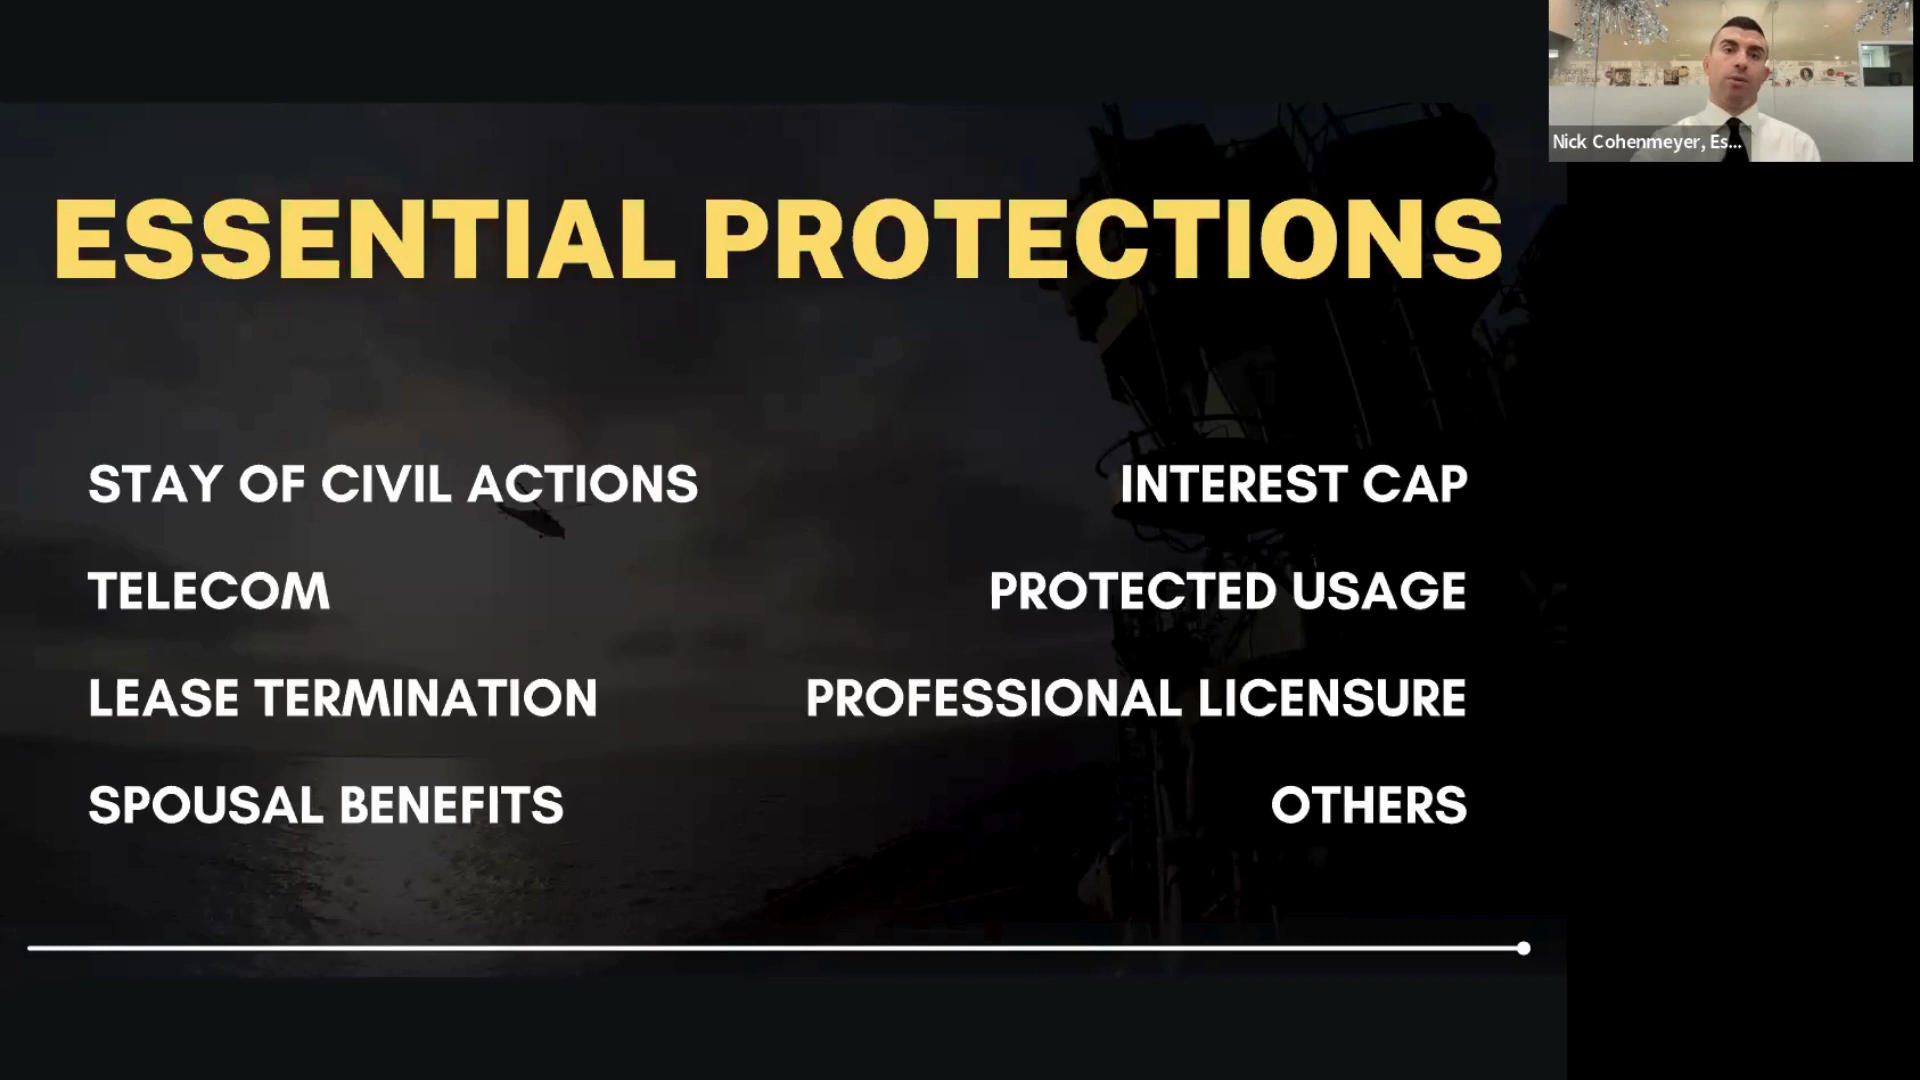 Nick Cohenmeyer, Es...
ESSENTIAL PROTECTIONS
STAY OF CIVIL ACTIONS
INTEREST CAP
TELECOM
PROTECTED USAGE
LEASE TERMINATION
PROFESSIONAL LICENSURE
SPOUSAL BENEFITS
OTHERS